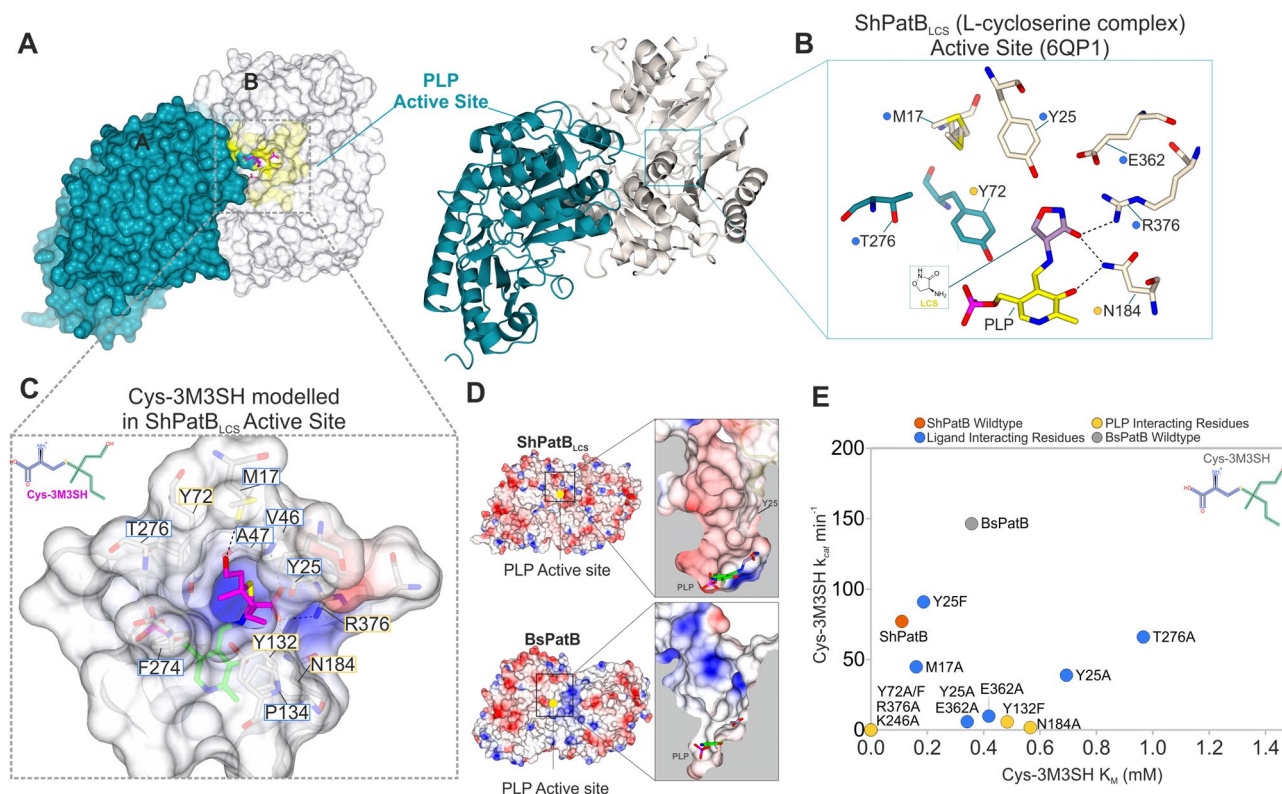 A
A
B
PLP
Active Site
B
ShPatB LCS (L-cycloserine complex)
Active Site (6QP1)
M17
Y25
E362
Y72
T276
R376
LCS
PLP
N184
C
Cys-3M3SH modelled
in ShPatB LCS Active Site
Cys-3M3SH
M17
Y72
V46
T276
A47
Y25
R376
Y132
N184
F274
P134
D
ShPatB LCS
Y25
PLP
PLP Active site
BsPatB
PLP
PLP Active site
E
ShPatB Wildtype
PLP Interacting Residues
Ligand Interacting Residues
BsPatB Wildtype
Cys-3M3SH
Cys-3M3SH k cat min-1
200
150
100
50
0
BsPatB
Y25F
ShPatB
T276A
M17A
Y25A
Y72A/F
R376A
K246A
Y25A
E362A
E362A
Y132F
N184A
0.0
0.2
0.4
0.6
0.8
1.0
1.2
1.4
Cys-3M3SH K M (mM)